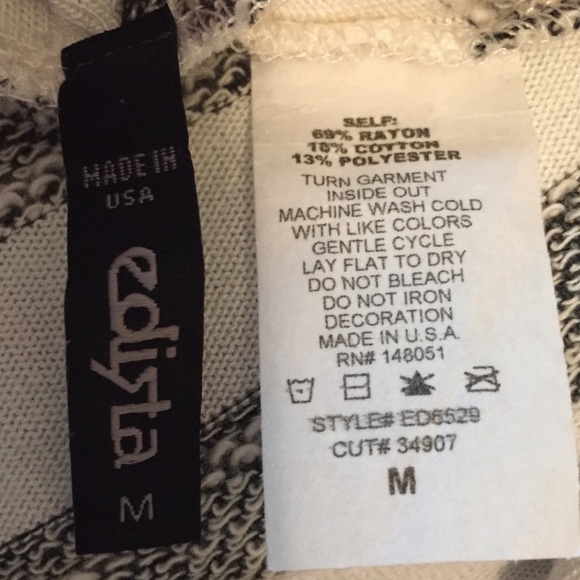 MADE IN
USA
edista
M
SELF:
69% RAYON
18% COTTON
13% POLYESTER
TURN GARMENT
INSIDE OUT
MACHINE WASH COLD
WITH LIKE COLORS
GENTLE CYCLE
LAY FLAT TO DRY
DO NOT BLEACH
DO NOT IRON
DECORATION
MADE IN U.S.A.
RN# 148051
STYLE# ED6529
CUT# 34907
M